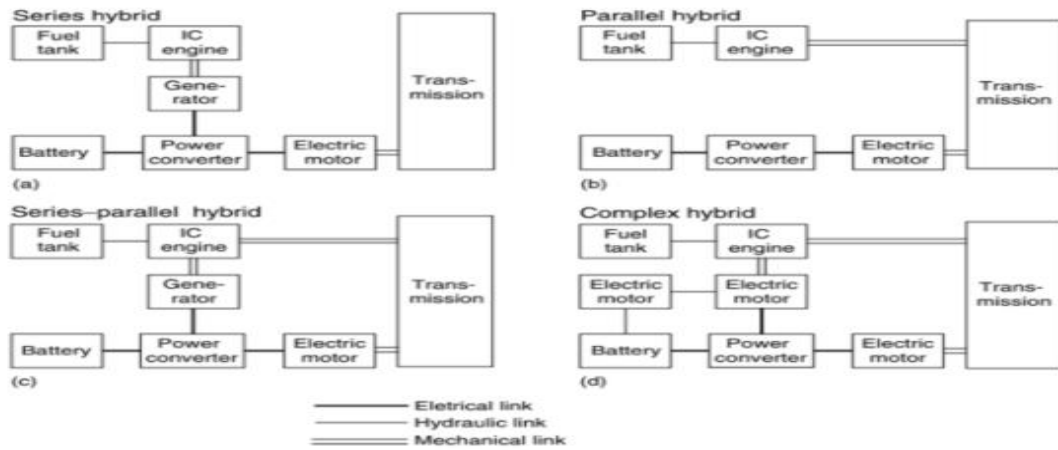 Series hybrid
Fuel
tank
IC
engine
Gene-
rator
Trans-
mission
Battery
Power
converter
Electric
motor
(a)
Parallel hybrid
Fuel
tank
IC
engine
Trans-
mission
Battery
Power
converter
Electric
motor
(b)
Series–parallel hybrid
Fuel
tank
IC
engine
Gene-
rator
Trans-
mission
Battery
Power
converter
Electric
motor
(c)
Complex hybrid
Fuel
tank
IC
engine
Electric
motor
Electric
motor
Trans-
mission
Battery
Power
converter
Electric
motor
(d)
Eletrical link
Hydraulic link
Mechanical link